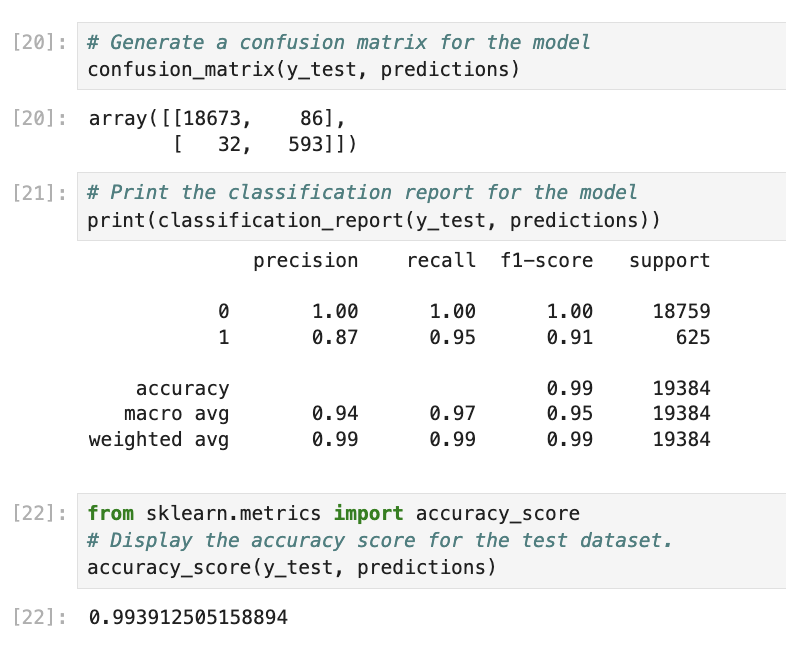 [20]: # Generate a confusion matrix for the model
confusion_matrix(y_test, predictions)
[20]: array([[18673,    86],
       [   32,   593]])
[21]: # Print the classification report for the model
print(classification_report(y_test, predictions))
              precision    recall  f1-score   support
           0       1.00      1.00      1.00     18759
           1       0.87      0.95      0.91       625
    accuracy                           0.99     19384
   macro avg       0.94      0.97      0.95     19384
weighted avg       0.99      0.99      0.99     19384
[22]: from sklearn.metrics import accuracy_score
# Display the accuracy score for the test dataset.
accuracy_score(y_test, predictions)
[22]: 0.993912505158894